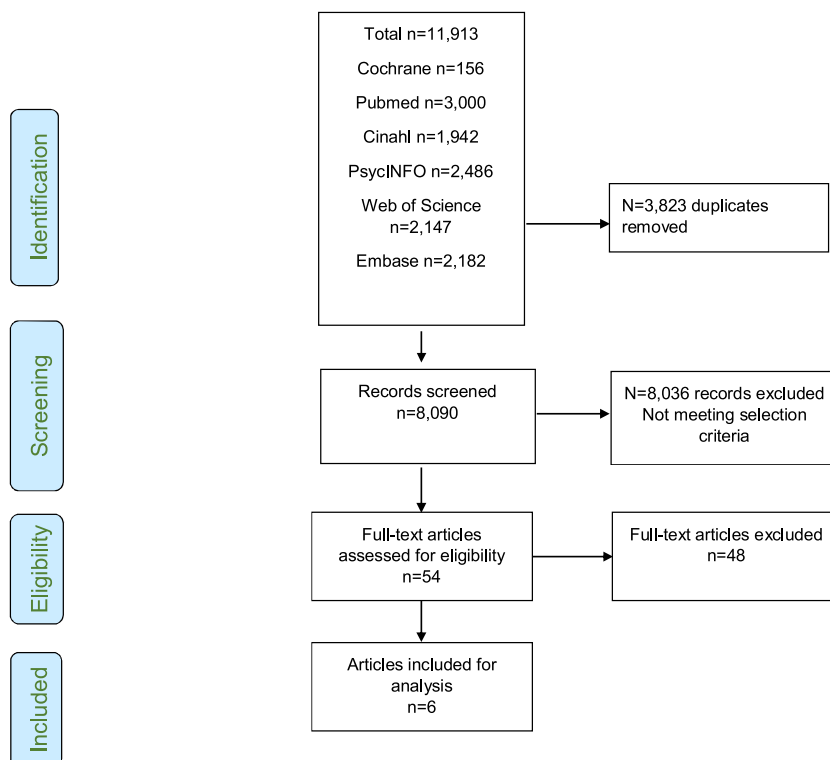 Identification
Total n=11,913
Cochrane n=156
Pubmed n=3,000
Cinahl n=1,942
PsycINFO n=2,486
Web of Science
n=2,147
Embase n=2,182
N=3,823 duplicates
removed
Screening
Records screened
n=8,090
N=8,036 records excluded
Not meeting selection
criteria
Eligibility
Full-text articles
assessed for eligibility
n=54
Full-text articles excluded
n=48
Included
Articles included for
analysis
n=6